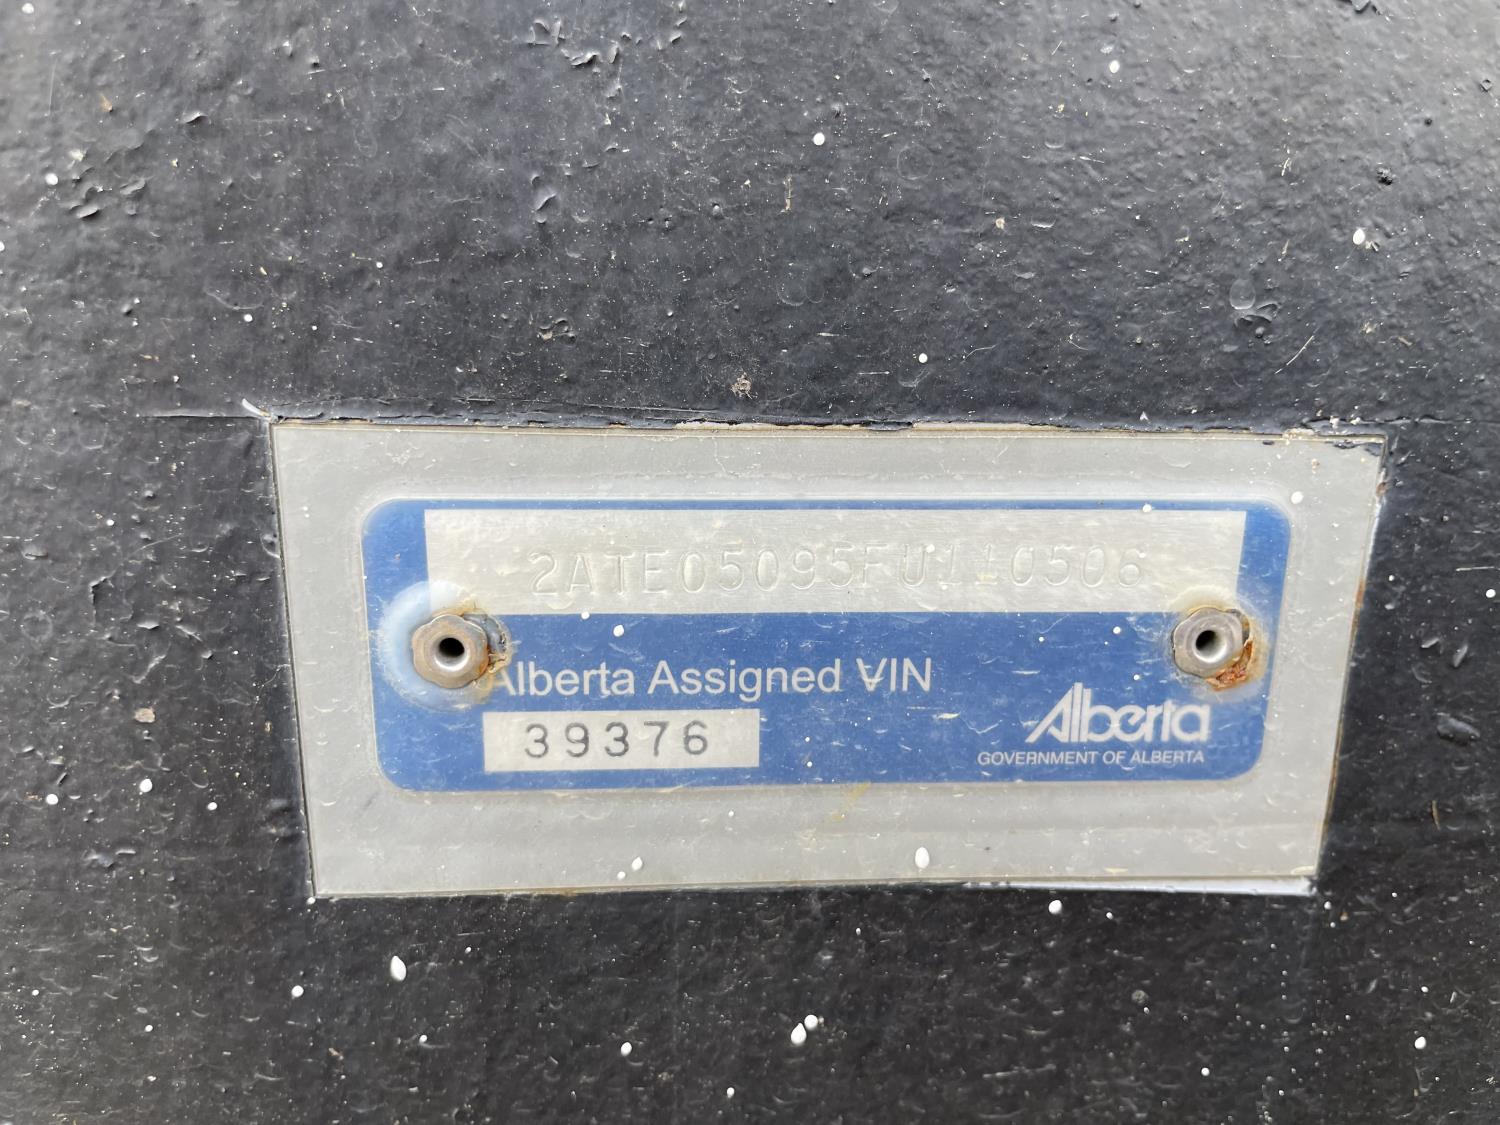 2ATE05095FU110506
Alberta Assigned VIN
39376
Alberta
GOVERNMENT OF ALBERTA